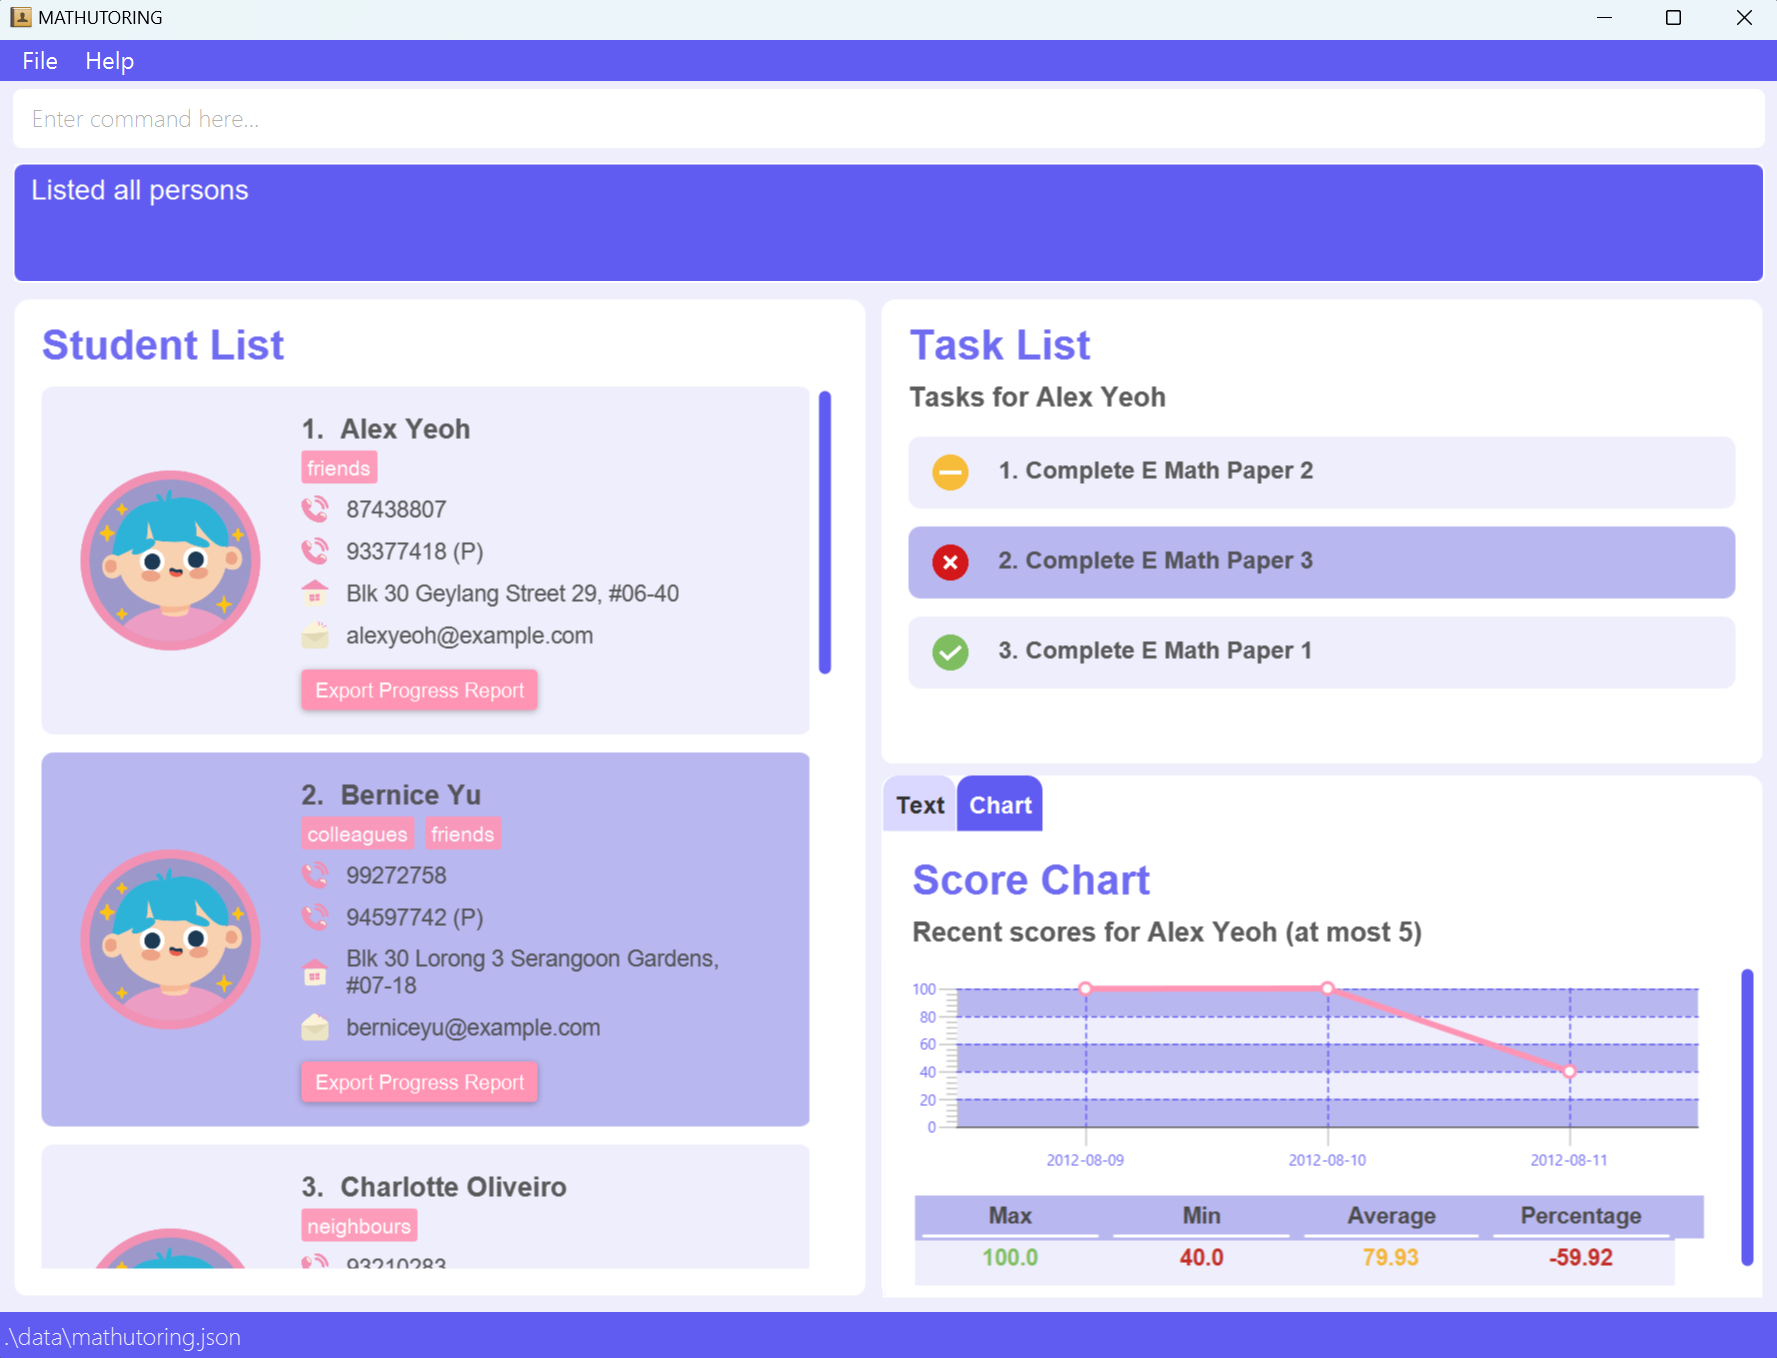 MATHUTORING
File Help
Enter command here...
Listed all persons
Student List
1. Alex Yeoh
friends
87438807
93377418 (P)
Blk 30 Geylang Street 29, #06-40
alexyeoh@example.com
Export Progress Report
2. Bernice Yu
colleagues friends
99272758
94597742 (P)
Blk 30 Lorong 3 Serangoon Gardens,
#07-18
berniceyu@example.com
Export Progress Report
3. Charlotte Oliveiro
neighbours
93210283
Task List
Tasks for Alex Yeoh
1. Complete E Math Paper 2
2. Complete E Math Paper 3
3. Complete E Math Paper 1
Text Chart
Score Chart
Recent scores for Alex Yeoh (at most 5)
100
80
60
40
20
0
2012-08-09 2012-08-10 2012-08-11
Max Min Average Percentage
100.0 40.0 79.93 -59.92
.\data\mathutoring.json